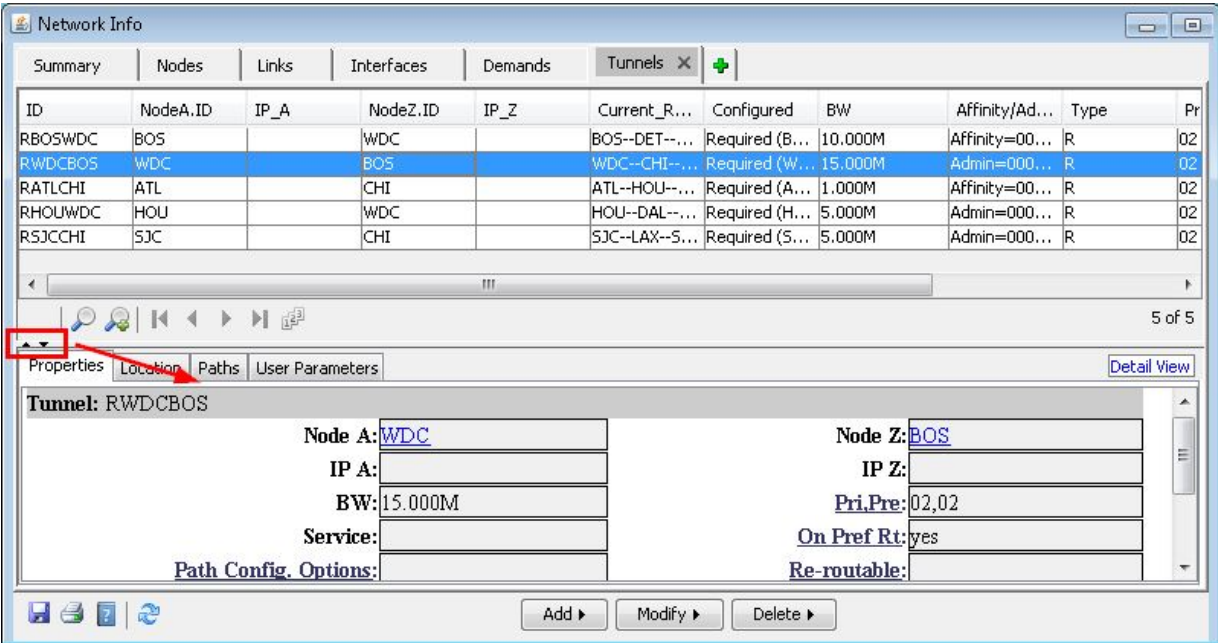 Network Info
Summary Nodes Links Interfaces Demands Tunnels
ID NodeA.ID IP_A NodeZ.ID IP_Z Current_R... Configured BW Affinity/Ad... Type Pr
RBOSWDC BOS WDC BOS--DET--... Required (B... 10.000M Affinity=00... R 02
RWDCBOS WDC BOS WDC--CHI--... Required (W... 15.000M Admin=000... R 02
RATLCHI ATL CHI ATL--HOU--... Required (A... 1.000M Affinity=00... R 02
RHOUWDC HOU WDC HOU--DAL--... Required (H... 5.000M Admin=000... R 02
RSJCCHI SJC CHI SJC--LAX--S... Required (S... 5.000M Admin=000... R 02
5 of 5
Properties Location Paths User Parameters Detail View
Tunnel: RWDCBOS
Node A: WDC Node Z: BOS
IP A: IP Z:
BW: 15.000M Pri,Pre: 02,02
Service: On Pref Rt: yes
Path Config. Options: Re-routable:
Add Modify Delete